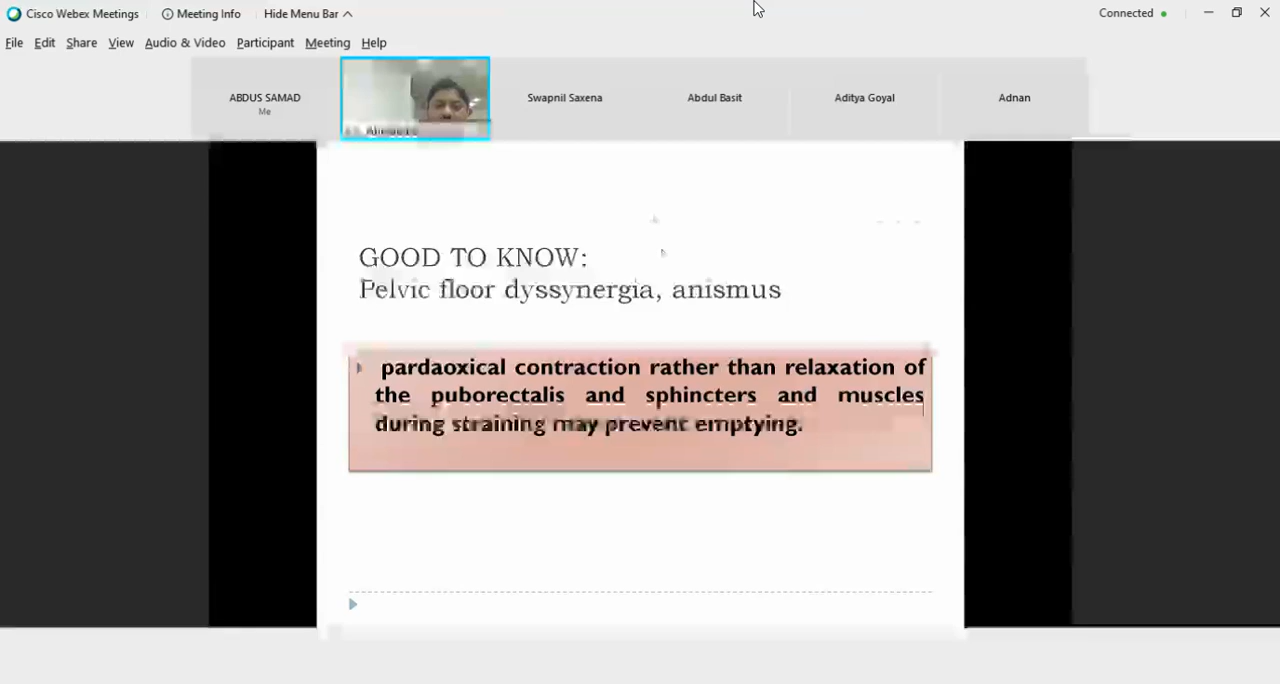 Cisco Webex Meetings Meeting Info Hide Menu Bar Connected
File Edit Share View Audio & Video Participant Meeting Help
ABDUS SAMAD Swapnil Saxena Abdul Basit Aditya Goyal Adnan
Me
GOOD TO KNOW:
Pelvic floor dyssynergia, anismus
pardaoxical contraction rather than relaxation of
the puborectalis and sphincters and muscles
during straining may prevent emptying.